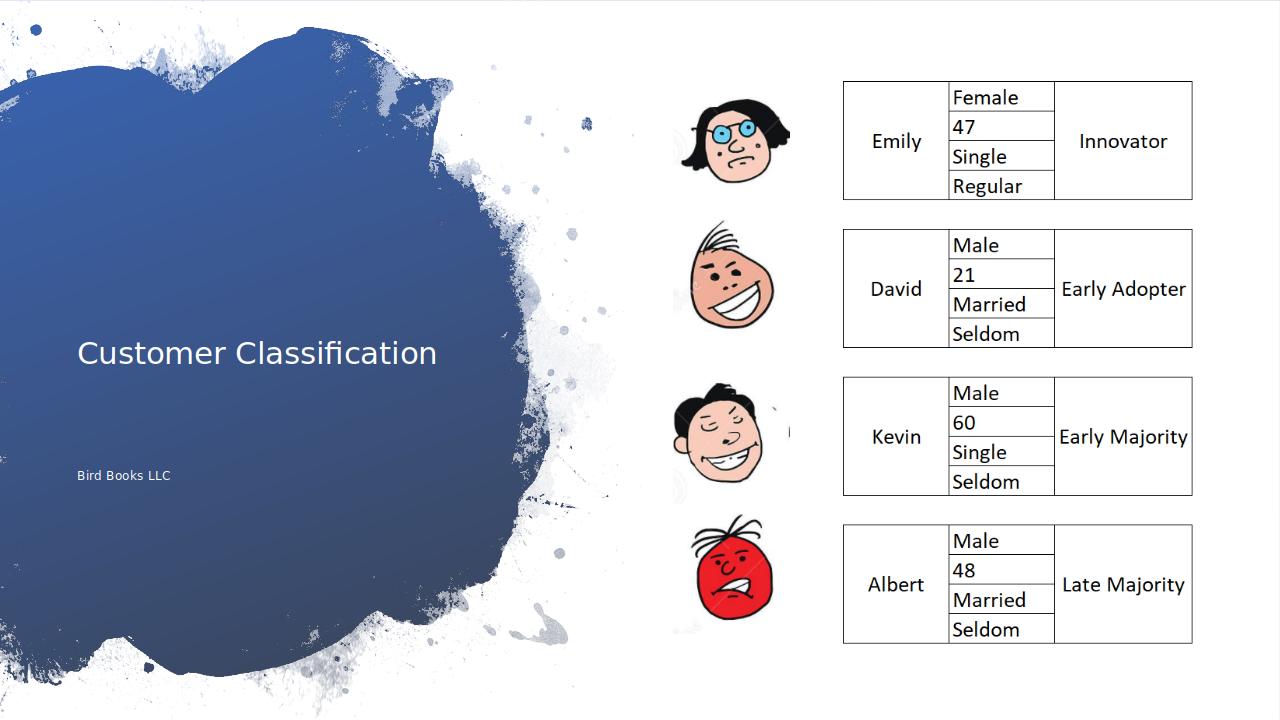 Customer Classification
Bird Books LLC
Emily
Female
47
Single
Regular
Innovator
David
Male
21
Married
Seldom
Early Adopter
Kevin
Male
60
Single
Seldom
Early Majority
Albert
Male
48
Married
Seldom
Late Majority